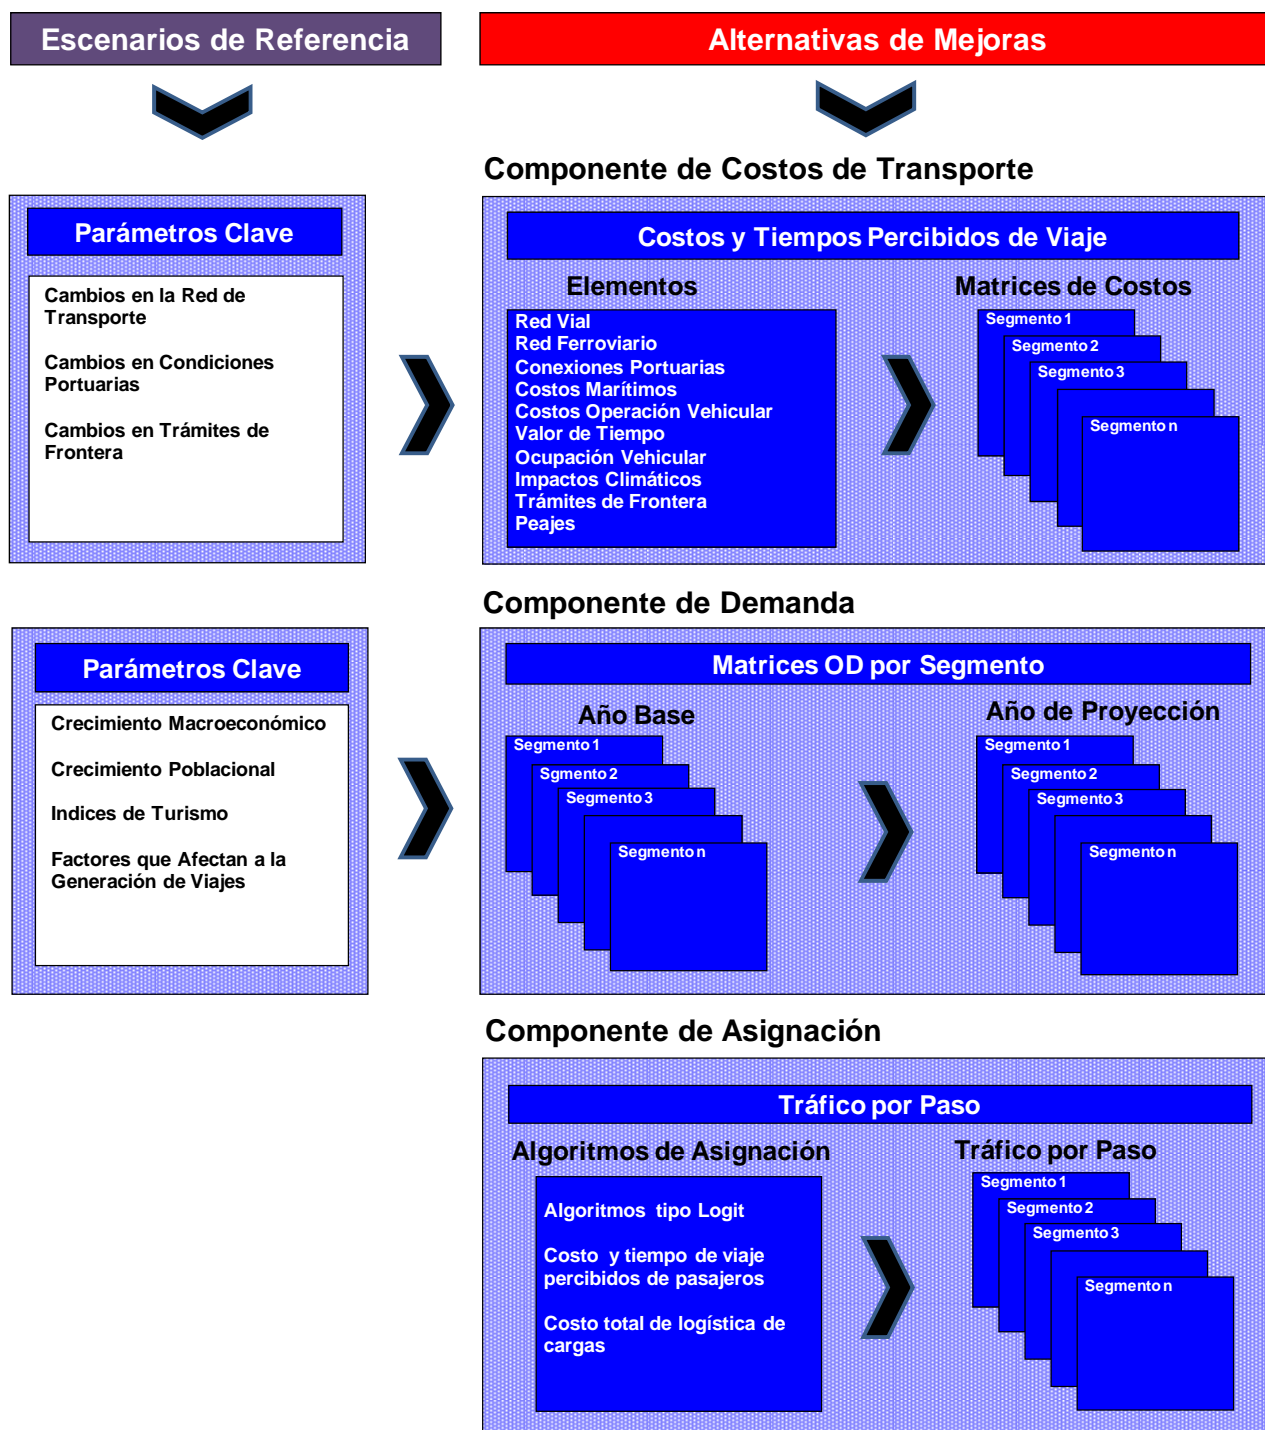 Escenarios de Referencia
Alternativas de Mejoras
Componente de Costos de Transporte
Parámetros Clave
Cambios en la Red de
Transporte
Cambios en Condiciones
Portuarias
Cambios en Trámites de
Frontera
Costos y Tiempos Percibidos de Viaje
Elementos
Red Vial
Red Ferroviario
Conexiones Portuarias
Costos Marítimos
Costos Operación Vehicular
Valor de Tiempo
Ocupación Vehicular
Impactos Climáticos
Trámites de Frontera
Peajes
Matrices de Costos
Segmento 1
Segmento 2
Segmento 3
Segmento n
Componente de Demanda
Parámetros Clave
Crecimiento Macroeconómico
Crecimiento Poblacional
Indices de Turismo
Factores que Afectan a la
Generación de Viajes
Matrices OD por Segmento
Año Base
Segmento 1
Sgmento 2
Segmento 3
Segmento n
Año de Proyección
Segmento 1
Segmento 2
Segmento 3
Segmento n
Componente de Asignación
Tráfico por Paso
Algoritmos de Asignación
Algoritmos tipo Logit
Costo y tiempo de viaje
percibidos de pasajeros
Costo total de logística de
cargas
Tráfico por Paso
Segmento 1
Segmento 2
Segmento 3
Segmento n